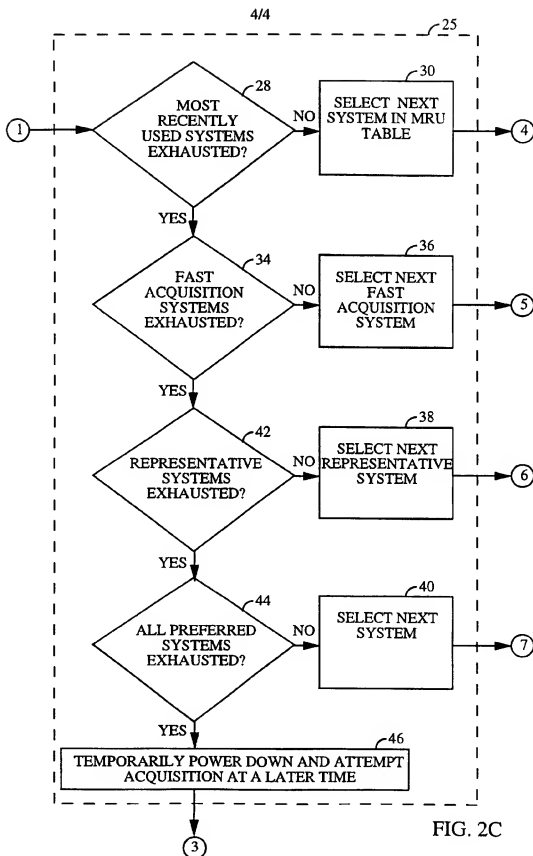 4/4
25
28
MOST
RECENTLY
USED SYSTEMS
EXHAUSTED?
1
NO
30
SELECT NEXT
SYSTEM IN MRU
TABLE
4
YES
34
FAST
ACQUISITION
SYSTEMS
EXHAUSTED?
NO
36
SELECT NEXT
FAST
ACQUISITION
SYSTEM
5
YES
42
REPRESENTATIVE
SYSTEMS
EXHAUSTED?
NO
38
SELECT NEXT
REPRESENTATIVE
SYSTEM
6
YES
44
ALL PREFERRED
SYSTEMS
EXHAUSTED?
NO
40
SELECT NEXT
SYSTEM
7
YES
46
TEMPORARILY POWER DOWN AND ATTEMPT
ACQUISITION AT A LATER TIME
3
FIG. 2C